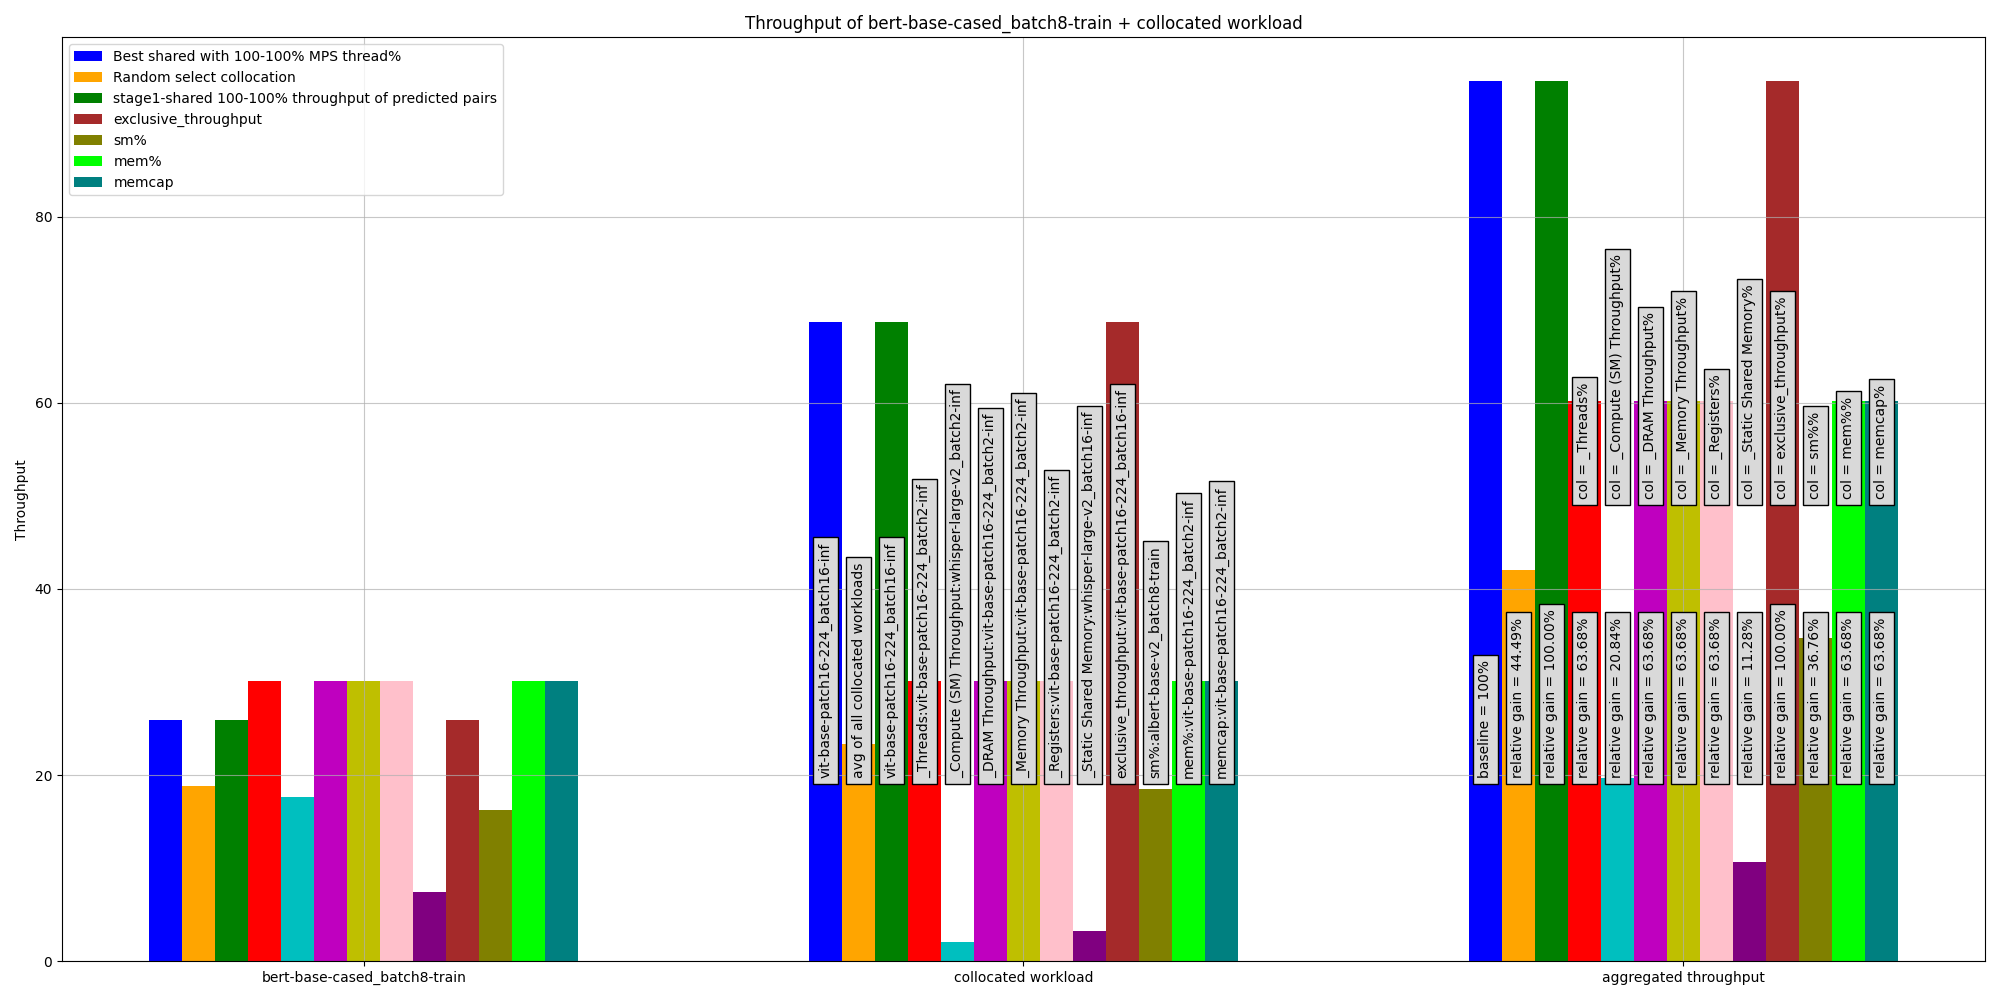 Throughput of bert-base-cased_batch8-train + collocated workload
Best shared with 100-100% MPS thread%
Random select collocation
stage1-shared 100-100% throughput of predicted pairs
exclusive_throughput
sm%
mem%
memcap
Throughput
80
60
40
20
0
vit-base-patch16-224_batch16-inf
avg of all collocated workloads
vit-base-patch16-224_batch16-inf
_Threads:vit-base-patch16-224_batch2-inf
_Compute (SM) Throughput:whisper-large-v2_batch2-inf
_DRAM Throughput:vit-base-patch16-224_batch2-inf
_Memory Throughput:vit-base-patch16-224_batch2-inf
_Registers:vit-base-patch16-224_batch2-inf
_Static Shared Memory:whisper-large-v2_batch16-inf
exclusive_throughput:vit-base-patch16-224_batch16-inf
sm%:albert-base-v2_batch8-train
mem%:vit-base-patch16-224_batch2-inf
memcap:vit-base-patch16-224_batch2-inf
col = _Threads%
col = _Compute (SM) Throughput%
col = _DRAM Throughput%
col = _Memory Throughput%
col = _Registers%
col = _Static Shared Memory%
col = exclusive_throughput%
col = sm%%
col = mem%%
col = memcap%
baseline = 100%
relative gain = 44.49%
relative gain = 100.00%
relative gain = 63.68%
relative gain = 20.84%
relative gain = 63.68%
relative gain = 63.68%
relative gain = 63.68%
relative gain = 11.28%
relative gain = 100.00%
relative gain = 36.76%
relative gain = 63.68%
relative gain = 63.68%
bert-base-cased_batch8-train
collocated workload
aggregated throughput